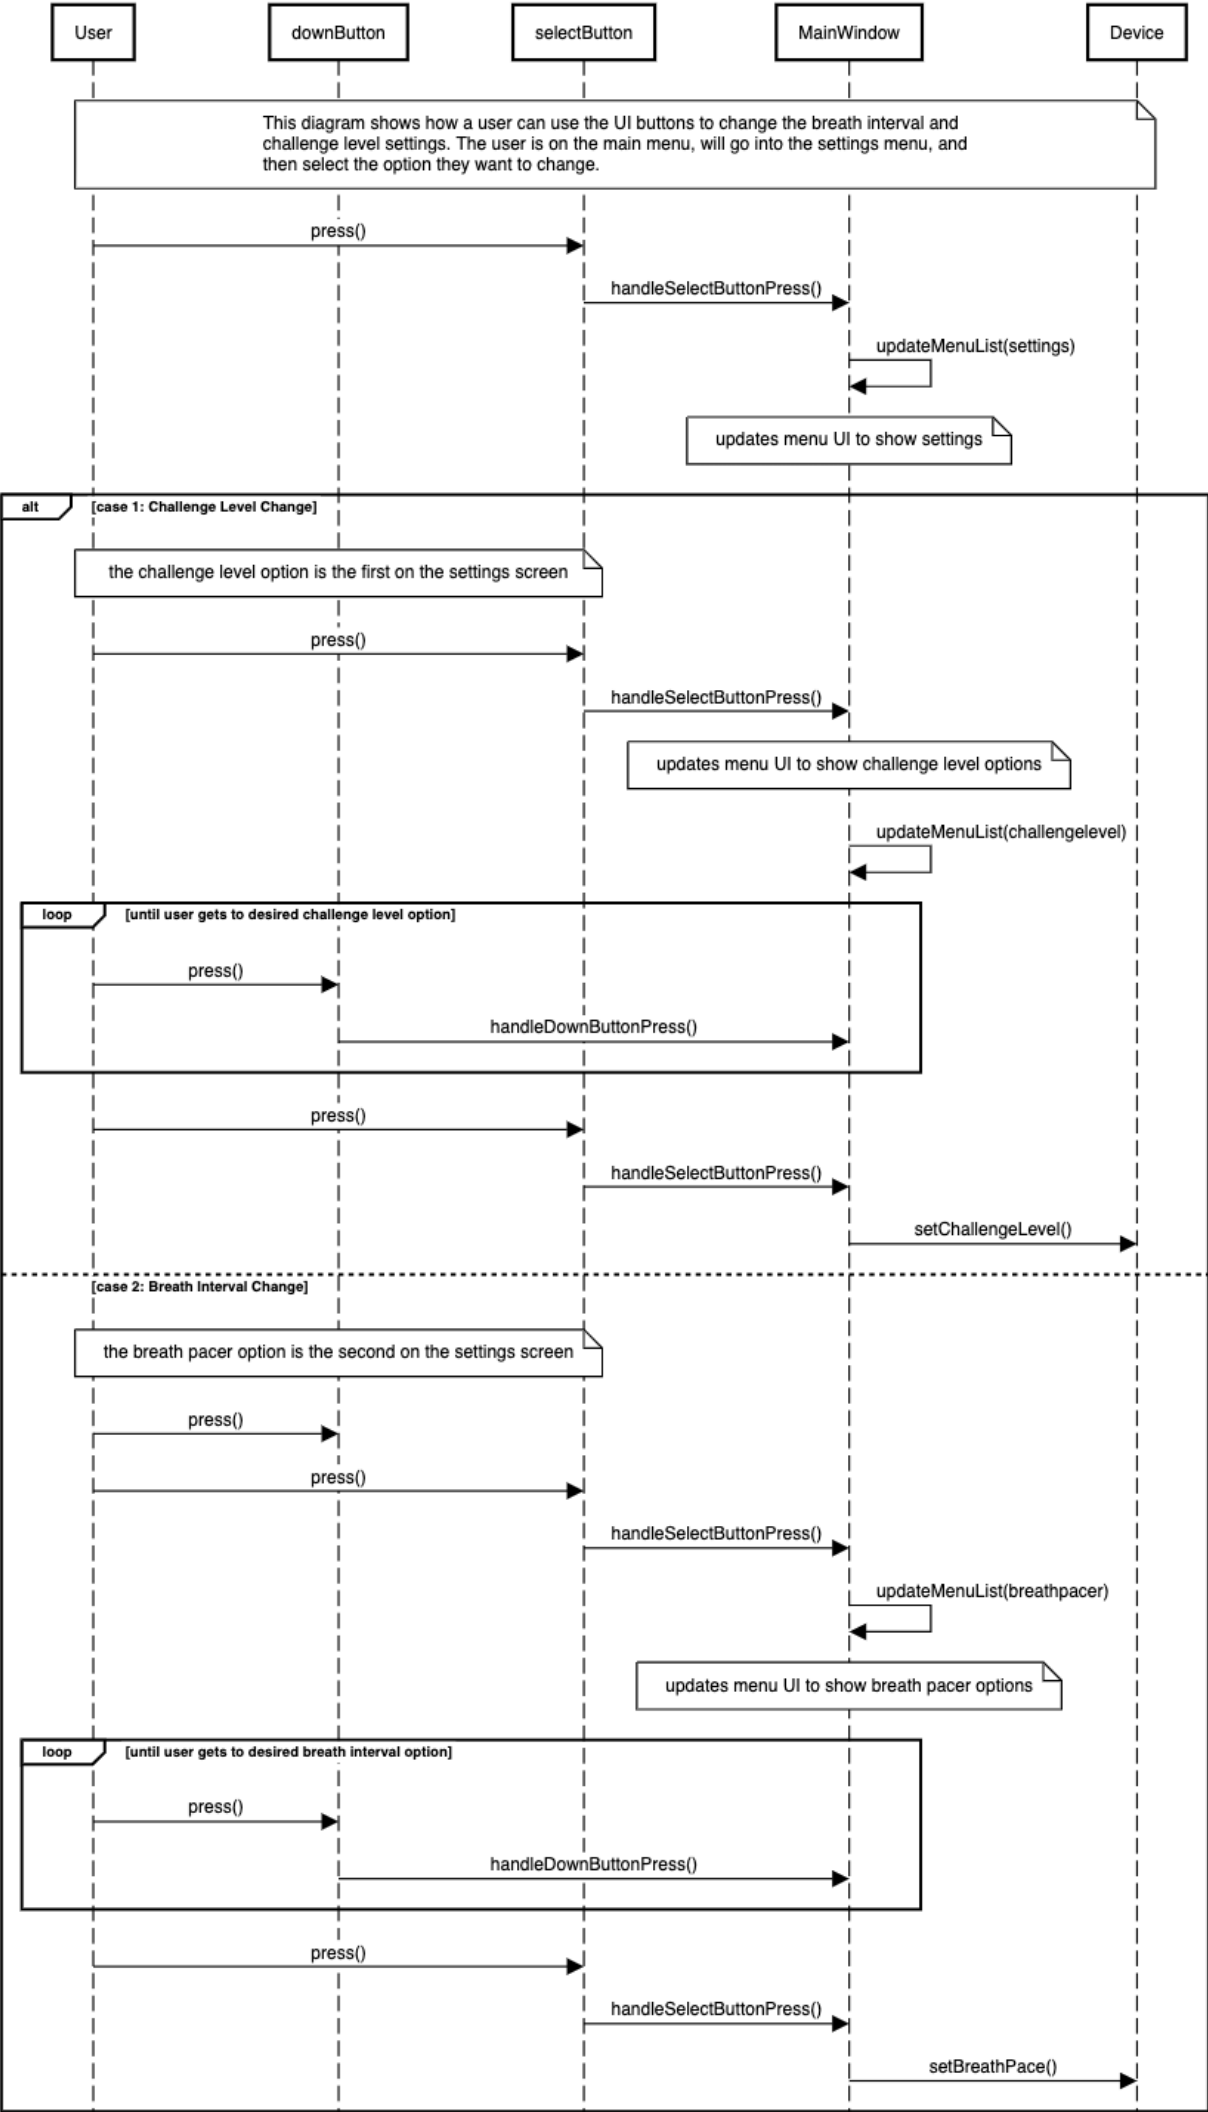 User
downButton
selectButton
MainWindow
Device
This diagram shows how a user can use the UI buttons to change the breath interval and
challenge level settings. The user is on the main menu, will go into the settings menu, and
then select the option they want to change.
press()
handleSelectButtonPress()
updateMenuList(settings)
updates menu UI to show settings
alt
[case 1: Challenge Level Change]
the challenge level option is the first on the settings screen
press()
handleSelectButtonPress()
updates menu UI to show challenge level options
updateMenuList(challengelevel)
loop
[until user gets to desired challenge level option]
press()
handleDownButtonPress()
press()
handleSelectButtonPress()
setChallengeLevel()
[case 2: Breath Interval Change]
the breath pacer option is the second on the settings screen
press()
press()
handleSelectButtonPress()
updateMenuList(breathpacer)
updates menu UI to show breath pacer options
loop
[until user gets to desired breath interval option]
press()
handleDownButtonPress()
press()
handleSelectButtonPress()
setBreathPace()